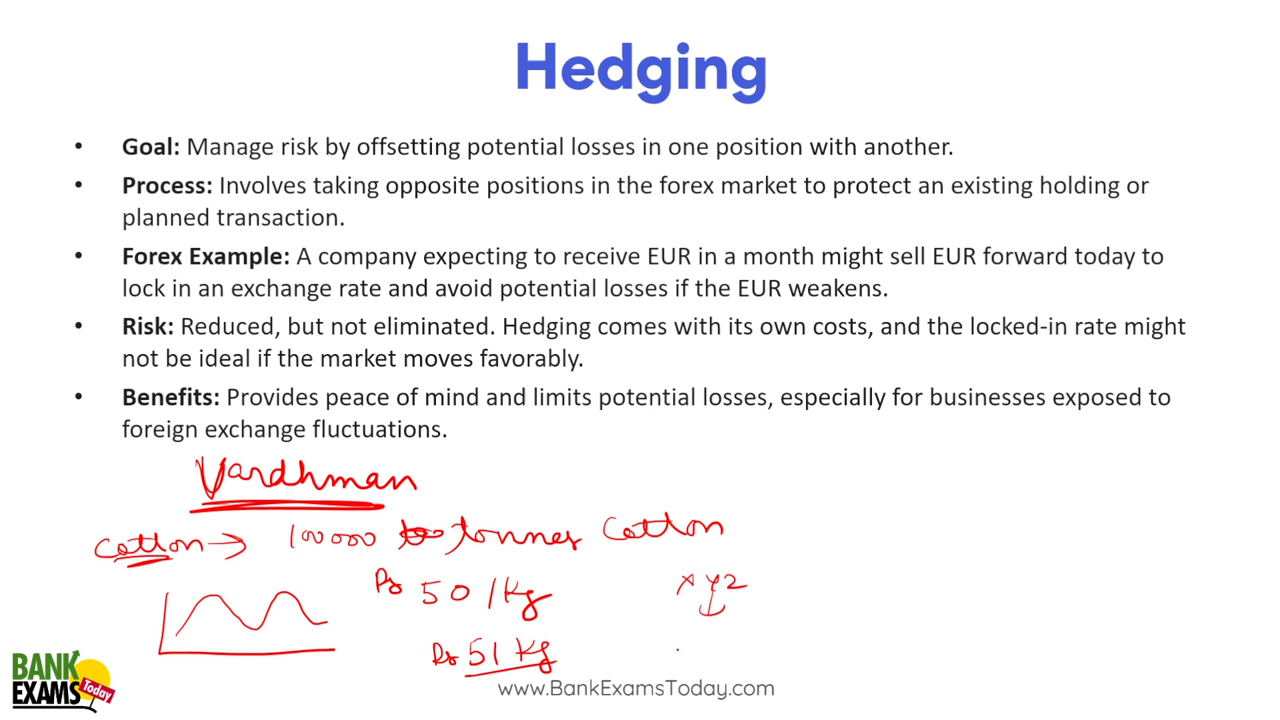 Hedging
• Goal: Manage risk by offsetting potential losses in one position with another.
• Process: Involves taking opposite positions in the forex market to protect an existing holding or
planned transaction.
• Forex Example: A company expecting to receive EUR in a month might sell EUR forward today to
lock in an exchange rate and avoid potential losses if the EUR weakens.
• Risk: Reduced, but not eliminated. Hedging comes with its own costs, and the locked-in rate might
not be ideal if the market moves favorably.
• Benefits: Provides peace of mind and limits potential losses, especially for businesses exposed to
foreign exchange fluctuations.
Vardhman
Cotton → 100000 tonnes Cotton
Rs 50 / Kg
XYZ
Rs 51 Kg
BANK
EXAMS
Today
www.BankExamsToday.com